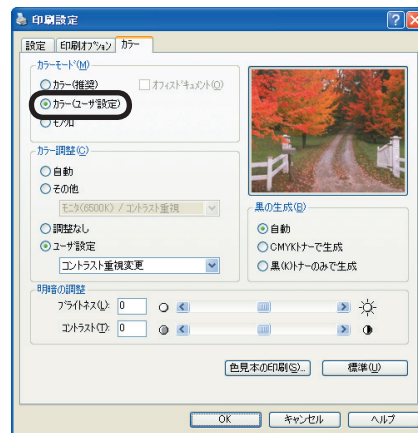 印刷設定
設定 印刷オプション カラー
カラーモード(M)
カラー(推奨) オフィスドキュメント(O)
カラー(ユーザ設定)
モノクロ
カラー調整(C)
自動
その他
モニタ(6500K) / コントラスト重視
調整なし
ユーザ設定
コントラスト重視変更
黒の生成(B)
自動
CMYKトナーで生成
黒(K)トナーのみで生成
明暗の調整
ブライトネス(L): 0
コントラスト(T): 0
色見本の印刷(S)... 標準(U)
OK キャンセル ヘルプ